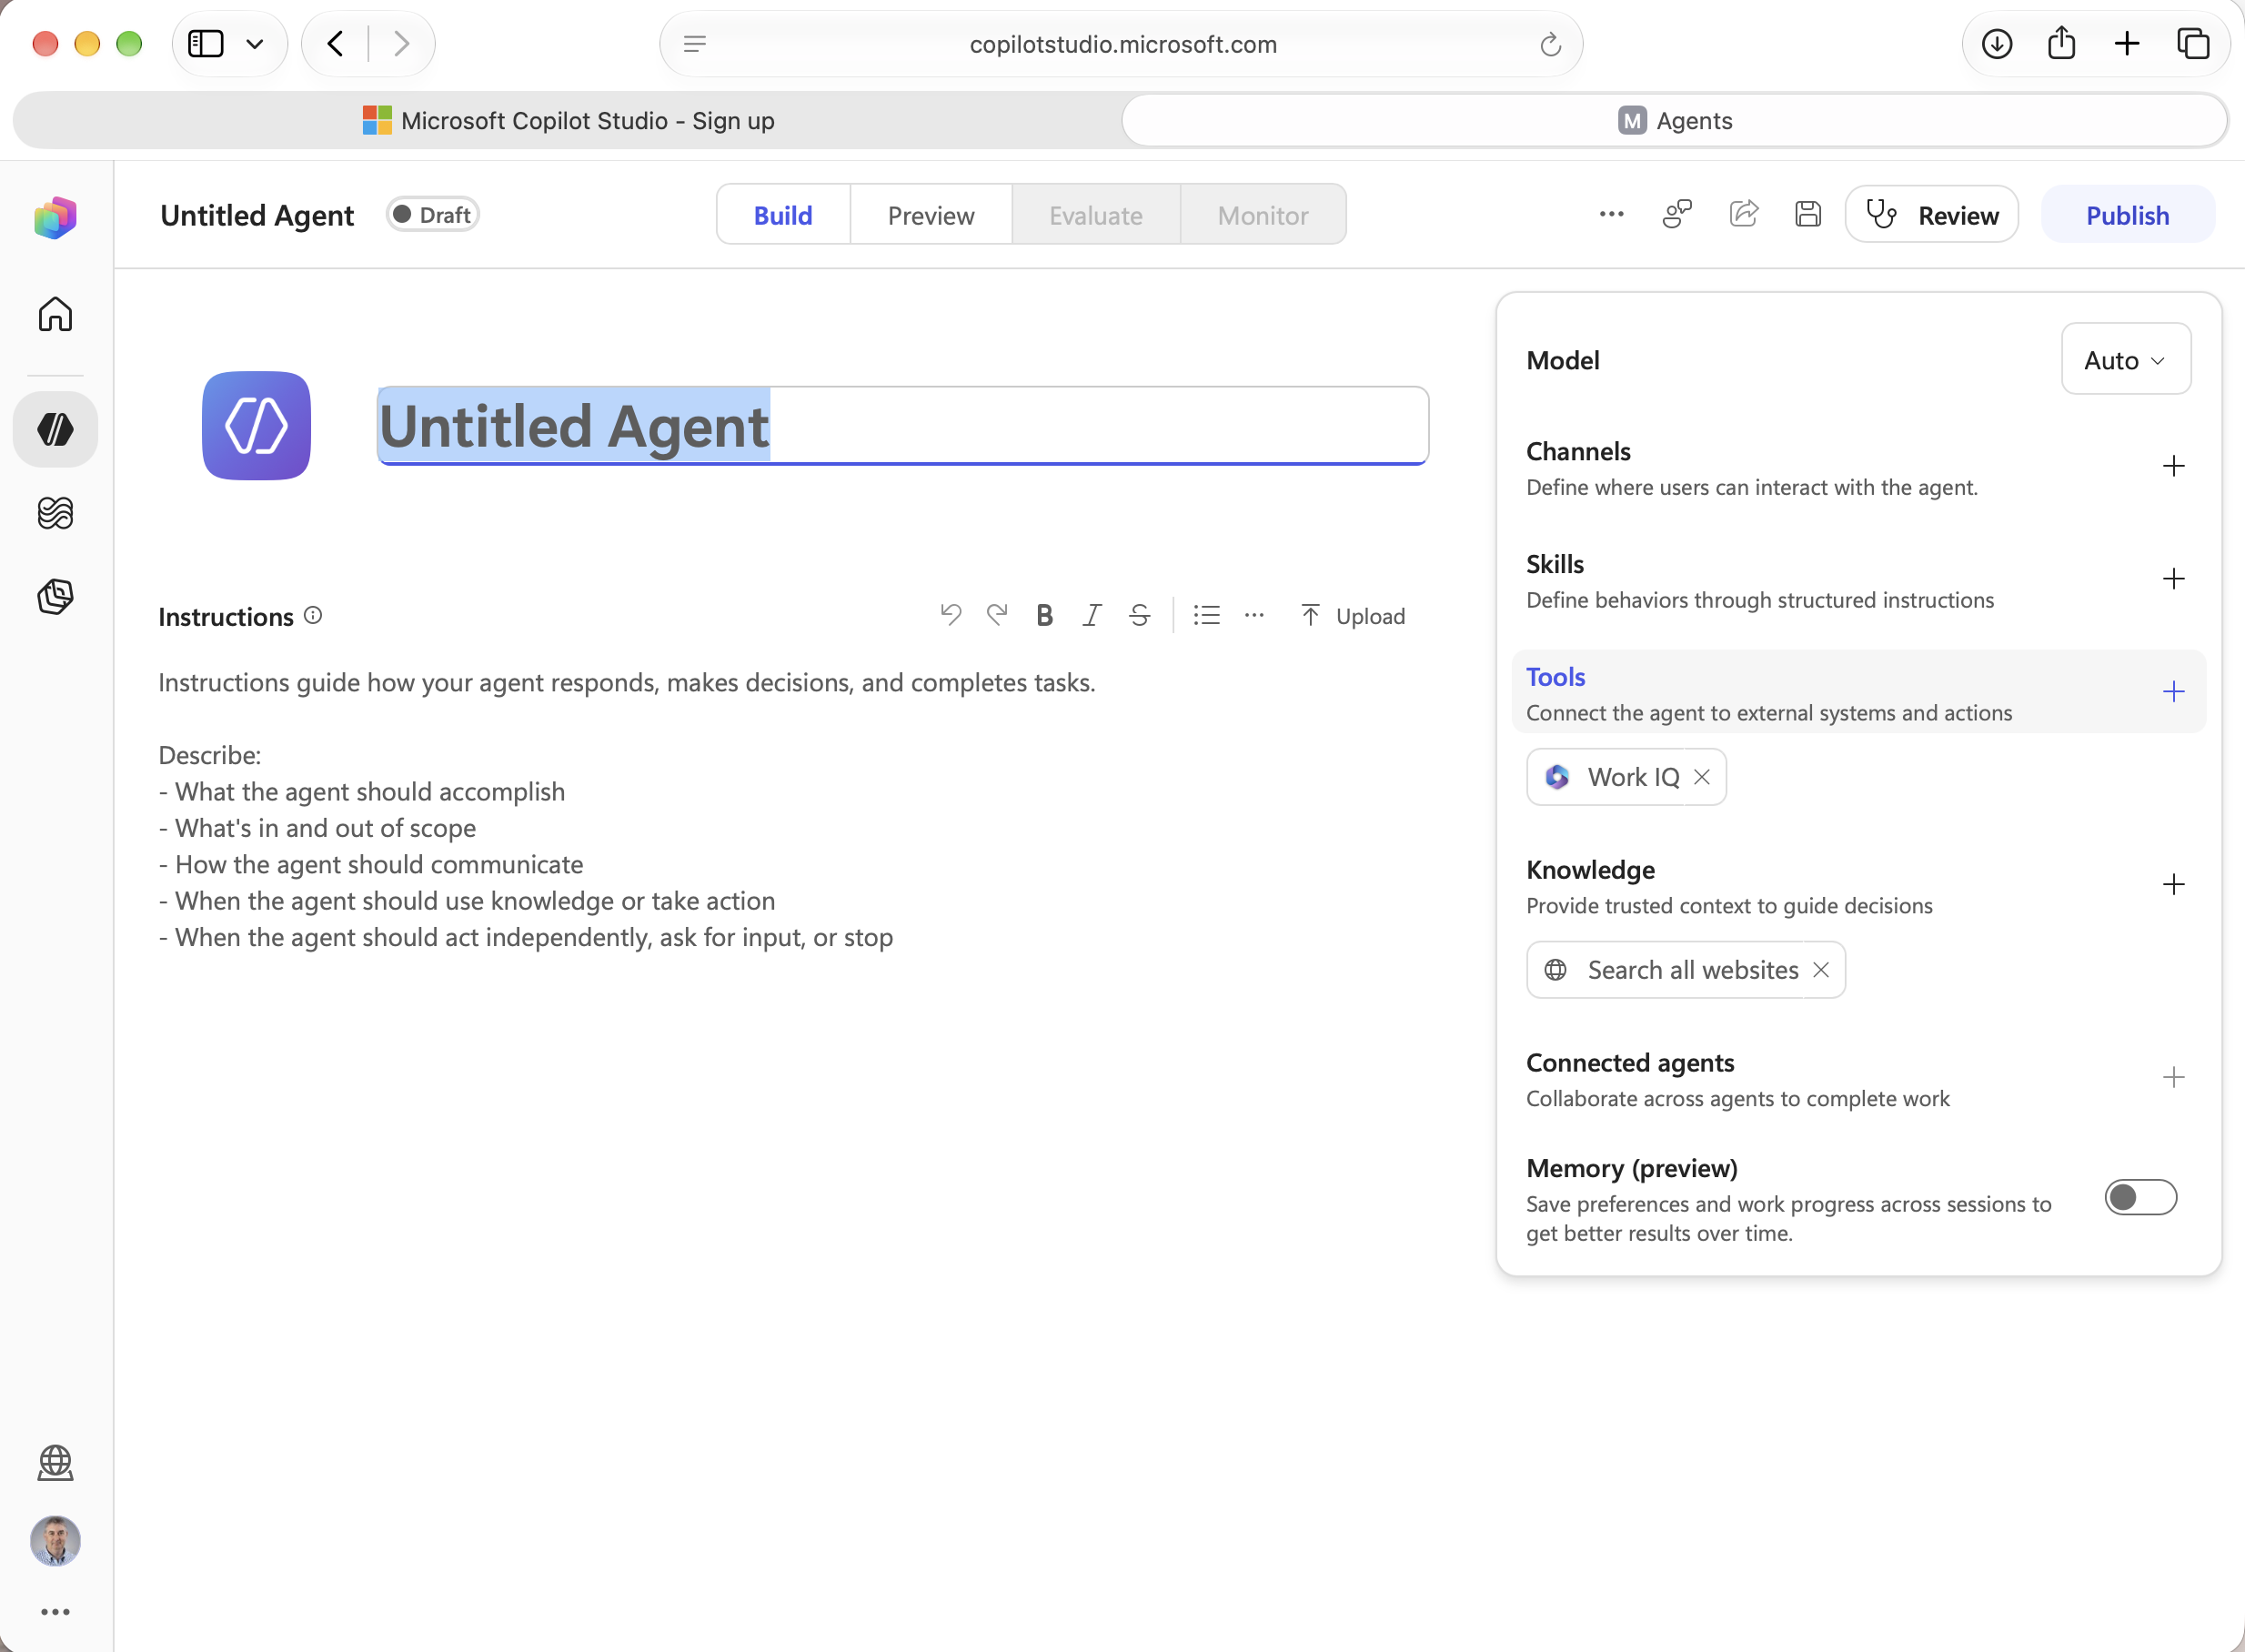 copilotstudio.microsoft.com
Microsoft Copilot Studio - Sign up
M Agents
Untitled Agent
Draft
Build
Preview
Evaluate
Monitor
Review
Publish
Untitled Agent
Instructions
Upload
Instructions guide how your agent responds, makes decisions, and completes tasks.
Describe:
- What the agent should accomplish
- What's in and out of scope
- How the agent should communicate
- When the agent should use knowledge or take action
- When the agent should act independently, ask for input, or stop
Model
Auto
Channels
Define where users can interact with the agent.
Skills
Define behaviors through structured instructions
Tools
Connect the agent to external systems and actions
Work IQ
Knowledge
Provide trusted context to guide decisions
Search all websites
Connected agents
Collaborate across agents to complete work
Memory (preview)
Save preferences and work progress across sessions to
get better results over time.